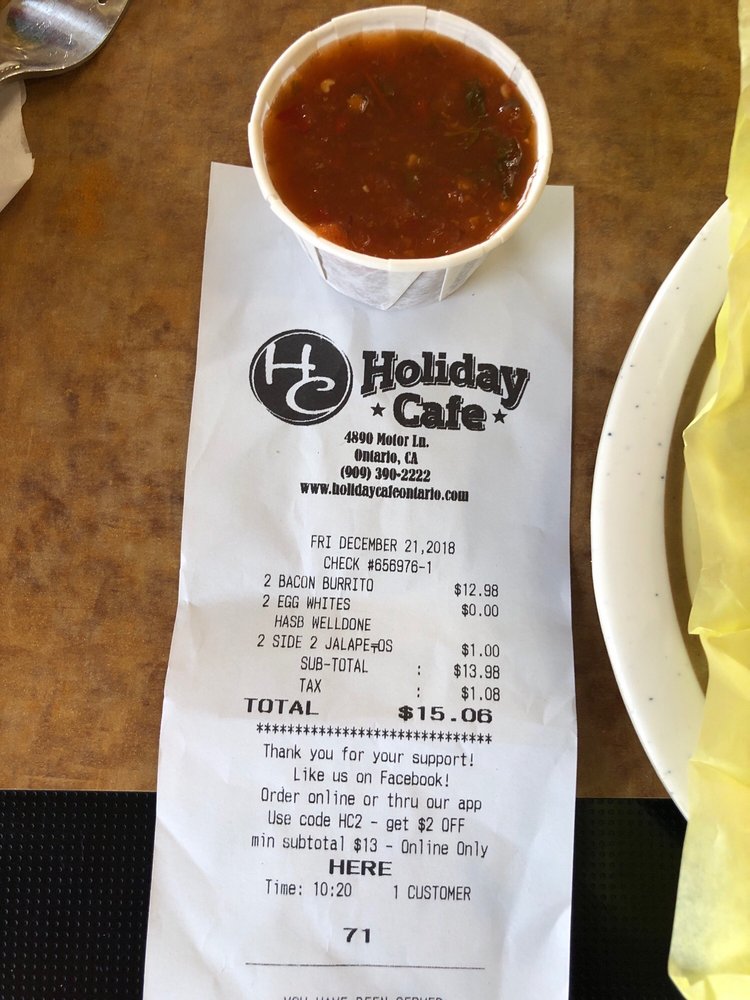 HC Holiday
Cafe
4890 Motor Ln.
Ontario, CA
(909) 390-2222
www.holidaycafeontario.com
FRI DECEMBER 21,2018
CHECK #656976-1
2 BACON BURRITO $12.98
2 EGG WHITES $0.00
HASB WELLDONE
2 SIDE 2 JALAPE╤OS $1.00
SUB-TOTAL : $13.98
TAX : $1.08
TOTAL $15.06
******************************
Thank you for your support!
Like us on Facebook!
Order online or thru our app
Use code HC2 - get $2 OFF
min subtotal $13 - Online Only
HERE
Time: 10:20 1 CUSTOMER
71
YOU HAVE BEEN SERVED